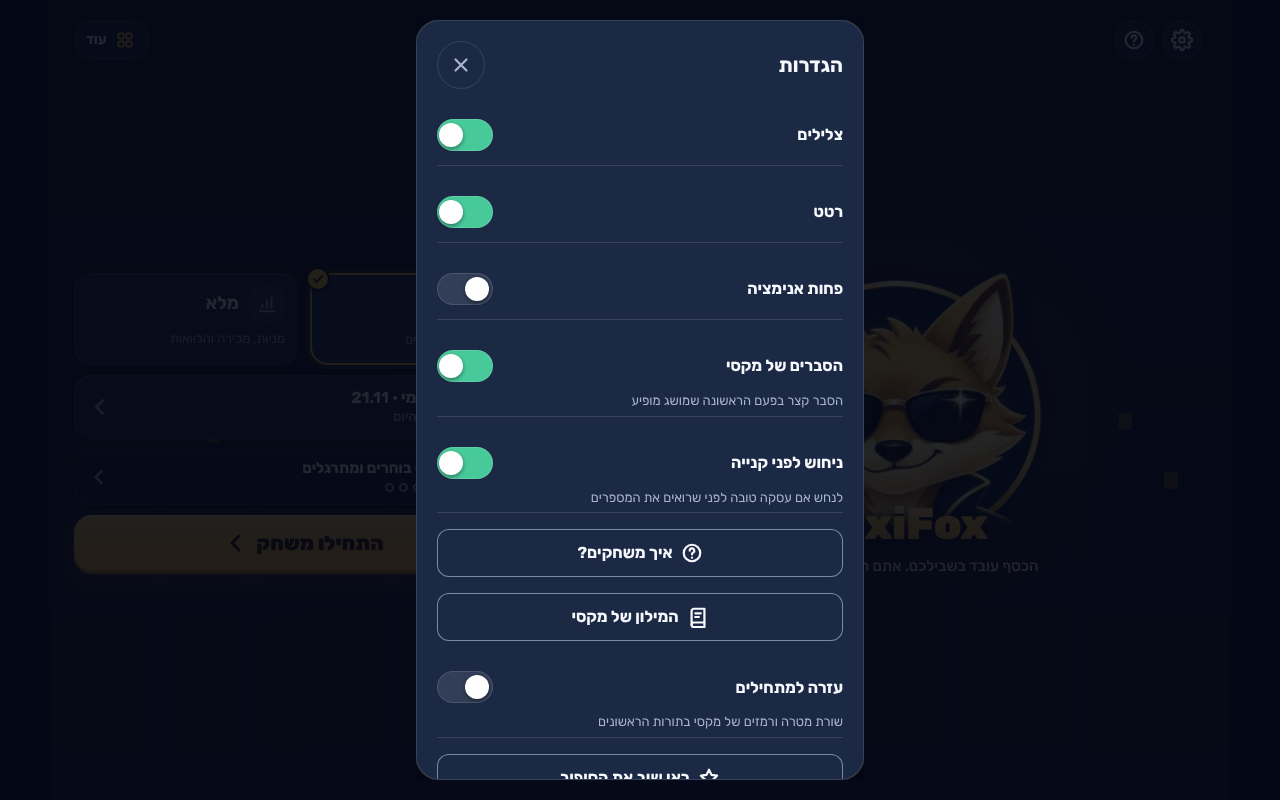 עוד
הגדרות
צלילים
רטט
פחות אנימציה
הסברים של מקסי
הסבר קצר בפעם הראשונה שמושג מופיע
ניחוש לפני קנייה
לנחש אם עסקה טובה לפני שרואים את המספרים
איך משחקים?
המילון של מקסי
עזרה למתחילים
שורת מטרה ורמזים של מקסי בתורות הראשונים
מלא
מניות, מכירה והלוואות
21.11
בוחרים ומתרגלים
התחילו משחק
xiFox
הכסף עובד בשבילכם. אתם